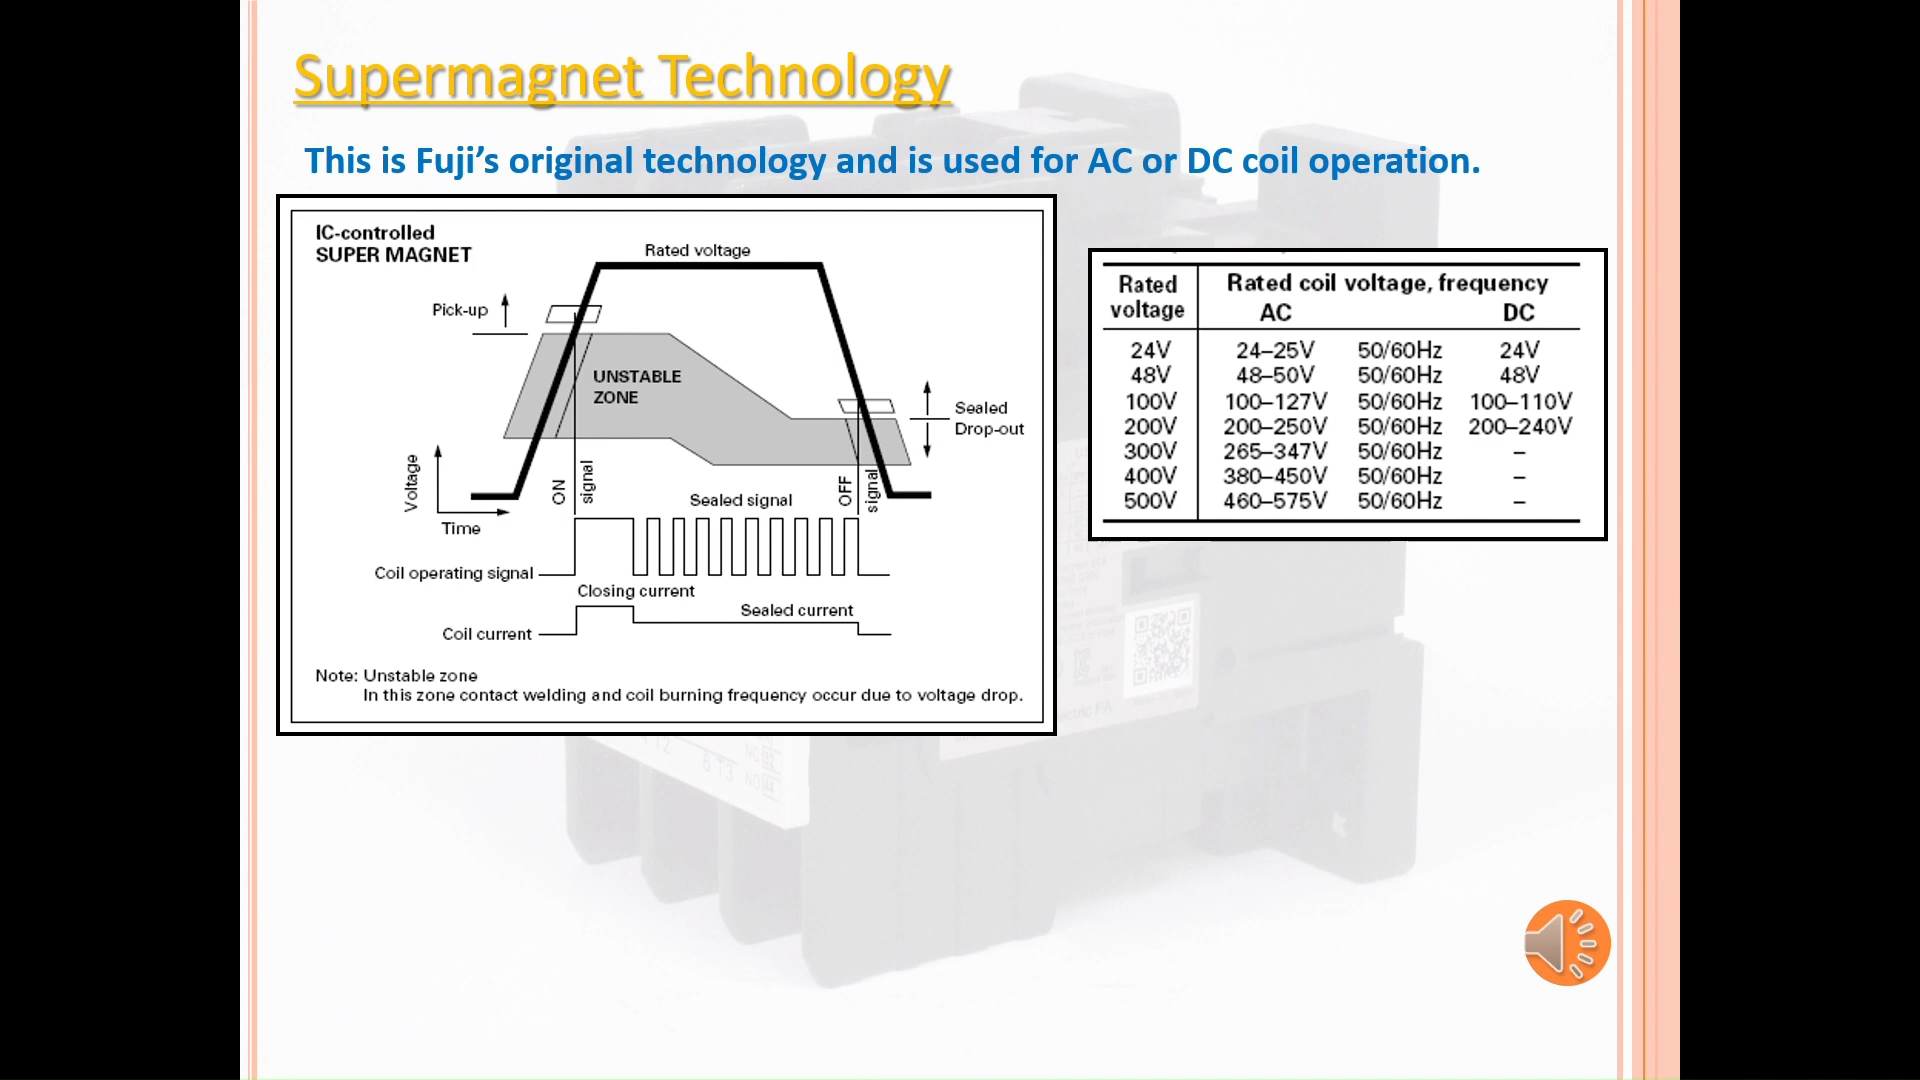 Supermagnet Technology
This is Fuji’s original technology and is used for AC or DC coil operation.
IC-controlled
SUPER MAGNET
Rated voltage
Pick-up
UNSTABLE
ZONE
Sealed
Drop-out
Voltage
Time
ON
signal
OFF
signal
Sealed signal
Coil operating signal
Closing current
Sealed current
Coil current
Note: Unstable zone
In this zone contact welding and coil burning frequency occur due to voltage drop.
Rated voltage
Rated coil voltage, frequency
AC DC
24V 24–25V 50/60Hz 24V
48V 48–50V 50/60Hz 48V
100V 100–127V 50/60Hz 100–110V
200V 200–250V 50/60Hz 200–240V
300V 265–347V 50/60Hz –
400V 380–450V 50/60Hz –
500V 460–575V 50/60Hz –
6 T3
NC
NO